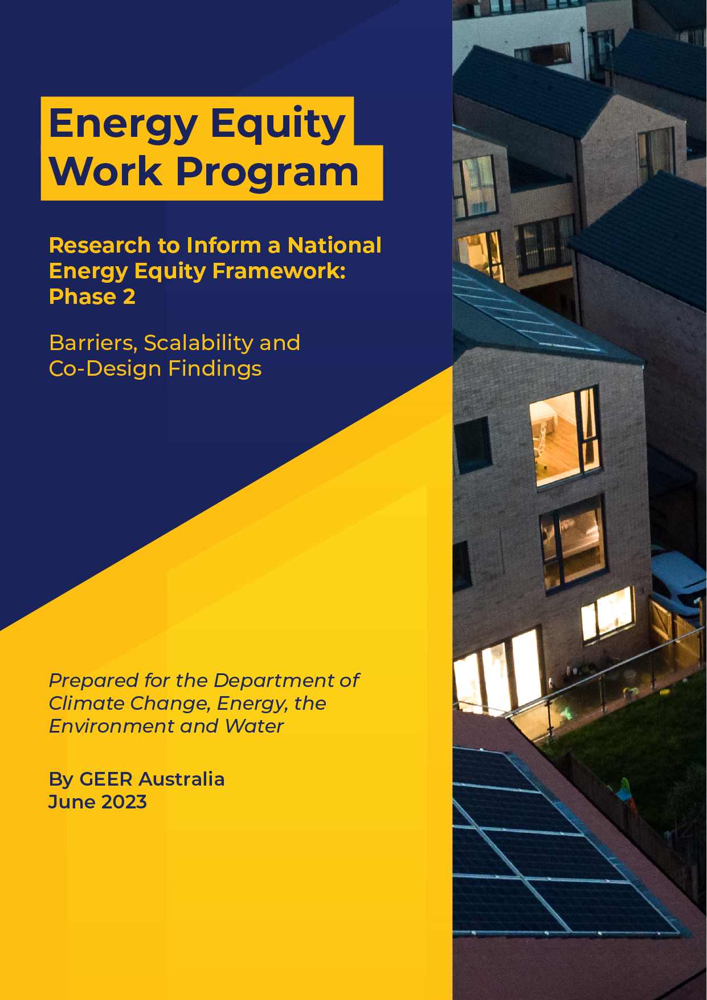 Energy Equity
Work Program
Research to Inform a National
Energy Equity Framework:
Phase 2
Barriers, Scalability and
Co-Design Findings
Prepared for the Department of
Climate Change, Energy, the
Environment and Water
By GEER Australia
June 2023